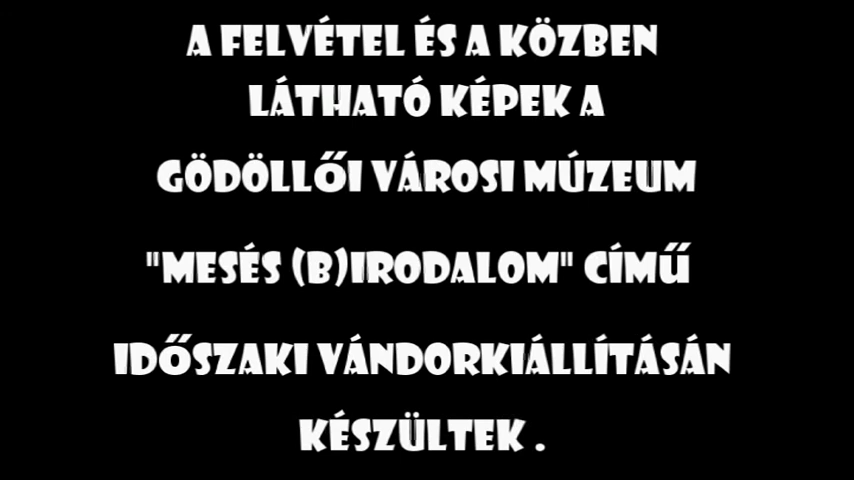 A FELVÉTEL ÉS A KÖZBEN
LÁTHATÓ KÉPEK A
GÖDÖLLŐI VÁROSI MÚZEUM
"MESÉS (B)IRODALOM" CÍMŰ
IDŐSZAKI VÁNDORKIÁLLÍTÁSÁN
KÉSZÜLTEK .